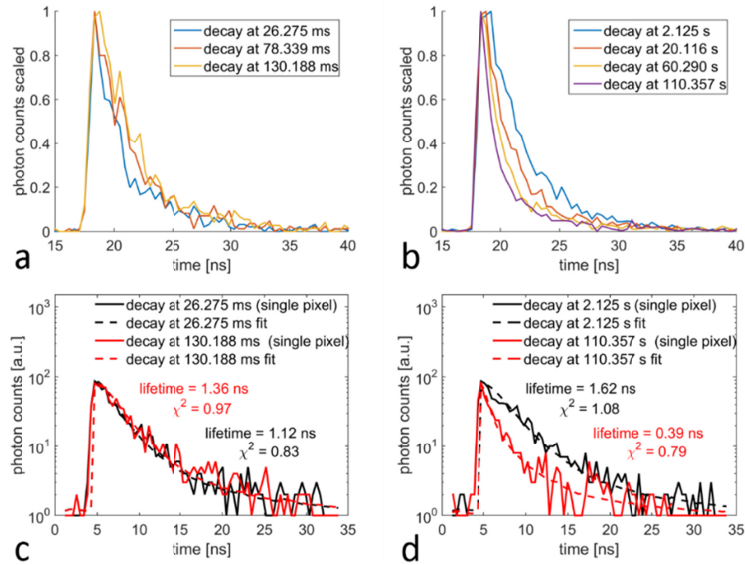 decay at 26.275 ms
decay at 78.339 ms
decay at 130.188 ms
photon counts scaled
1
0.8
0.6
0.4
0.2
0
15 20 25 30 35 40
time [ns]
a
decay at 2.125 s
decay at 20.116 s
decay at 60.290 s
decay at 110.357 s
photon counts scaled
1
0.8
0.6
0.4
0.2
0
15 20 25 30 35 40
time [ns]
b
decay at 26.275 ms (single pixel)
decay at 26.275 ms fit
decay at 130.188 ms (single pixel)
decay at 130.188 ms fit
lifetime = 1.36 ns
χ² = 0.97
lifetime = 1.12 ns
χ² = 0.83
photon counts [a.u.]
10³
10²
10¹
10⁰
0 5 10 15 20 25 30 35
time [ns]
c
decay at 2.125 s (single pixel)
decay at 2.125 s fit
decay at 110.357 s (single pixel)
decay at 110.357 s fit
lifetime = 1.62 ns
χ² = 1.08
lifetime = 0.39 ns
χ² = 0.79
photon counts [a.u.]
10³
10²
10¹
10⁰
0 5 10 15 20 25 30 35
time [ns]
d